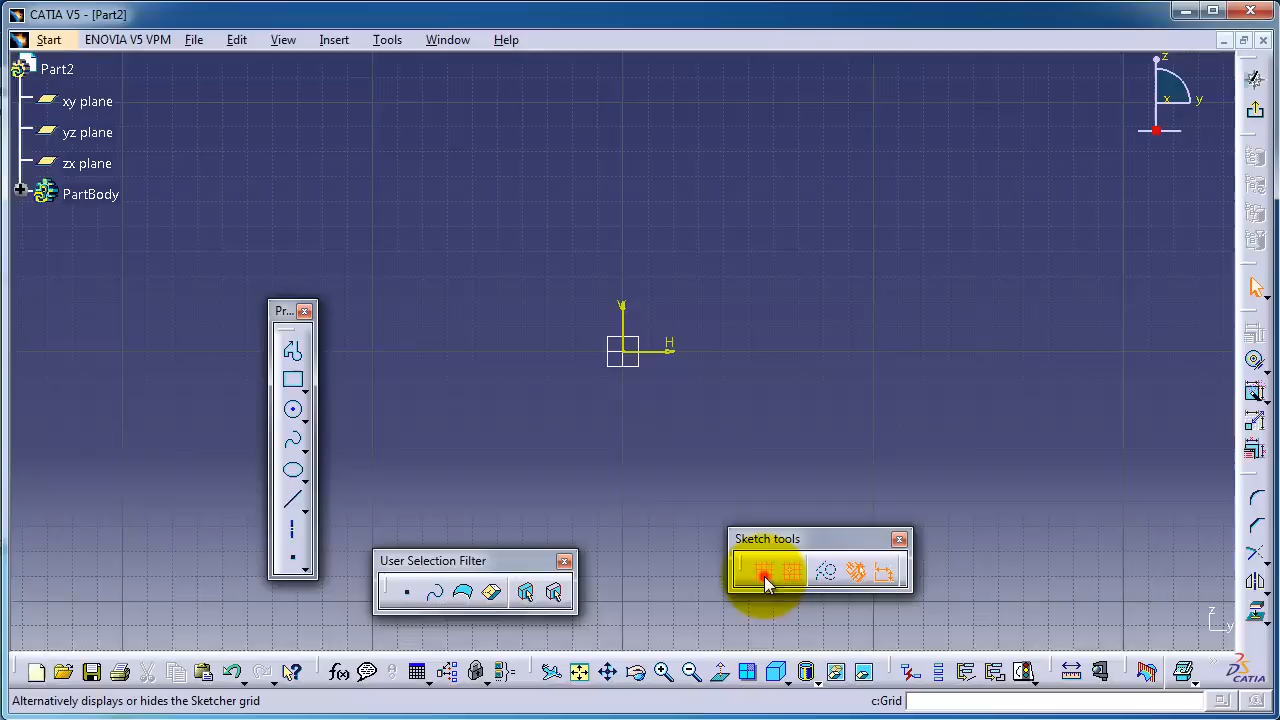 CATIA V5 - [Part2]
Start ENOVIA V5 VPM File Edit View Insert Tools Window Help
Part2
xy plane
yz plane
zx plane
PartBody
z
x
y
V
H
Pr...
User Selection Filter
Sketch tools
z
y
f(x)
CATIA
Alternatively displays or hides the Sketcher grid
c:Grid